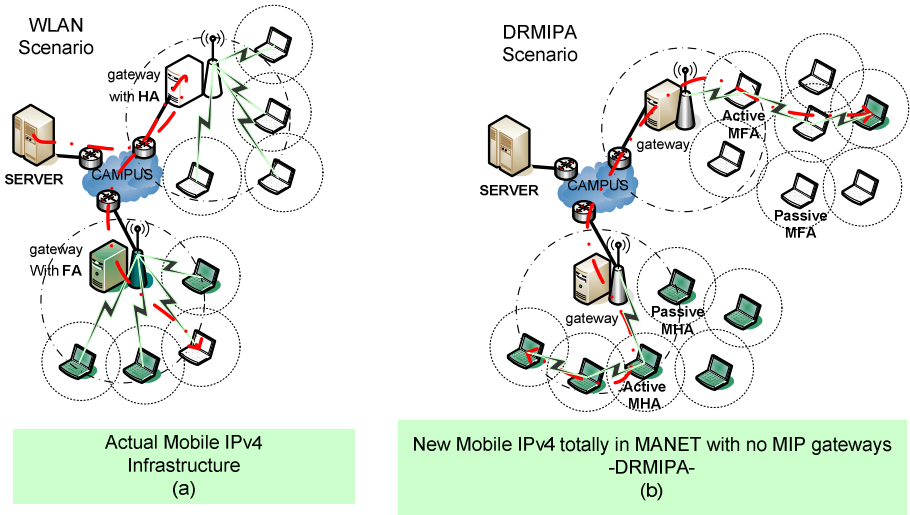 WLAN
Scenario
gateway
with HA
SERVER
CAMPUS
gateway
With FA
Actual Mobile IPv4
Infrastructure
(a)
DRMIPA
Scenario
Active
MFA
gateway
SERVER
CAMPUS
Passive
MFA
gateway
Passive
MHA
Active
MHA
New Mobile IPv4 totally in MANET with no MIP gateways
-DRMIPA-
(b)